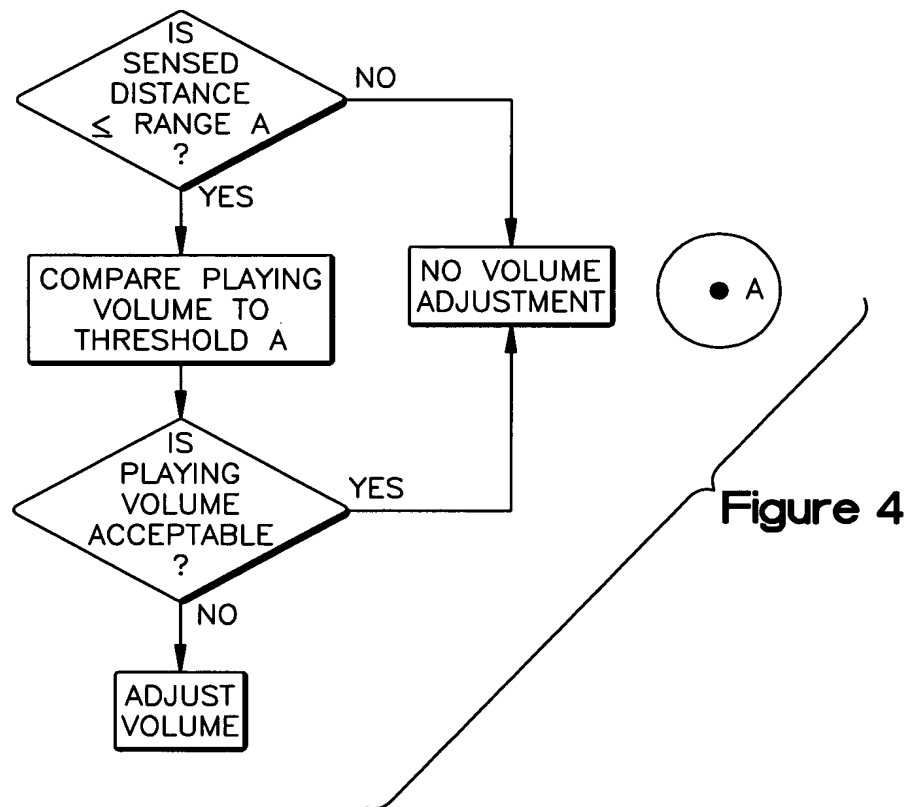 IS
SENSED
DISTANCE
≤ RANGE A
?
NO
YES
COMPARE PLAYING
VOLUME TO
THRESHOLD A
NO VOLUME
ADJUSTMENT
A
IS
PLAYING
VOLUME
ACCEPTABLE
?
YES
NO
ADJUST
VOLUME
Figure 4